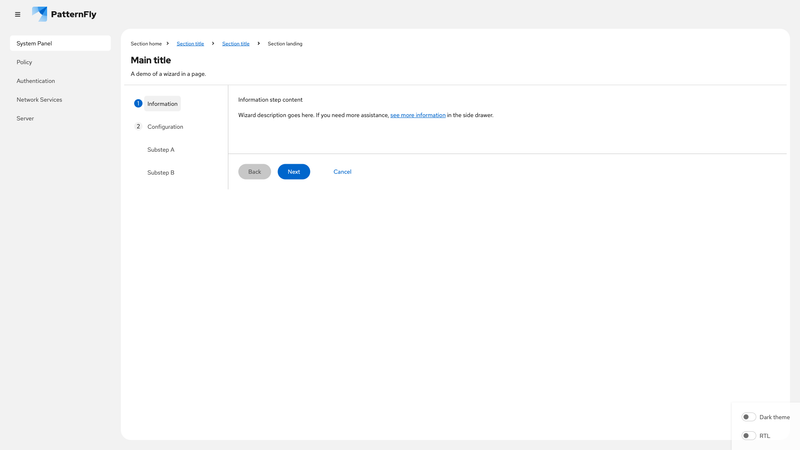 PatternFly
System Panel
Policy
Authentication
Network Services
Server
Section home Section title Section title Section landing
Main title
A demo of a wizard in a page.
1 Information
2 Configuration
Substep A
Substep B
Information step content
Wizard description goes here. If you need more assistance, see more information in the side drawer.
Back Next Cancel
Dark theme
RTL